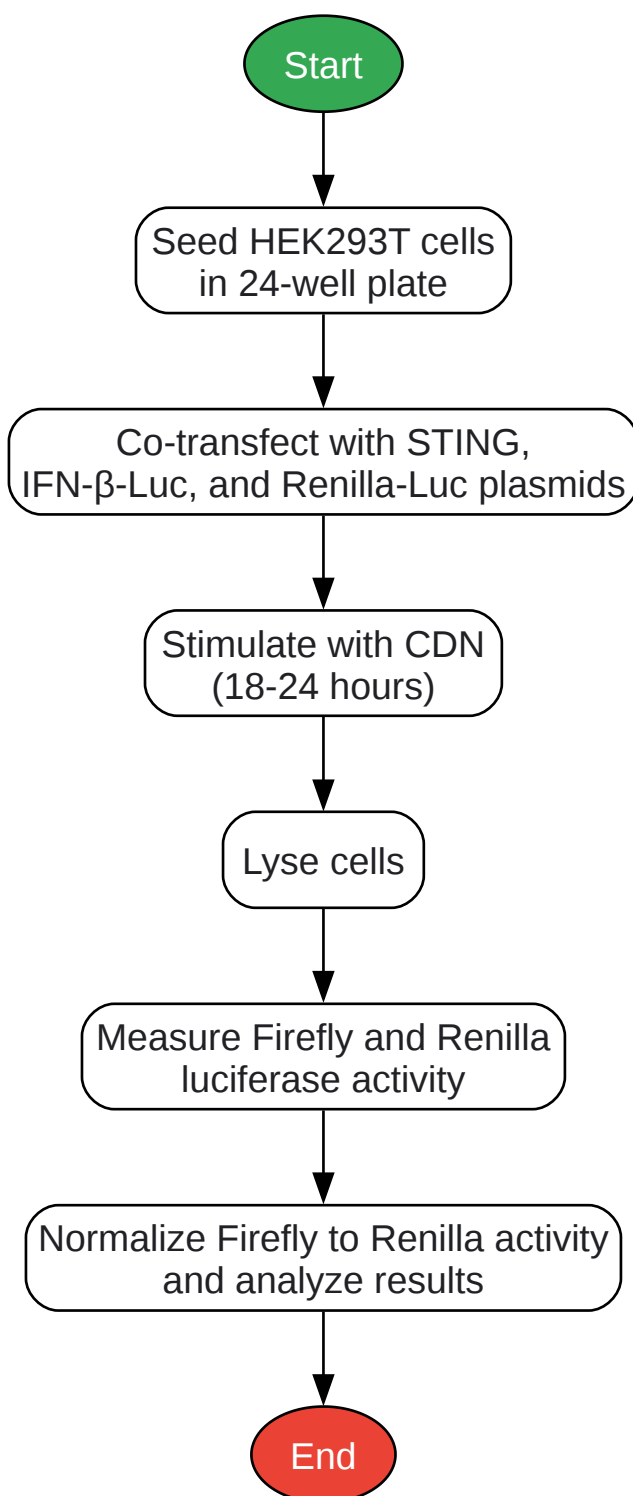 Start
Seed HEK293T cells
in 24-well plate
Co-transfect with STING,
IFN-β-Luc, and Renilla-Luc plasmids
Stimulate with CDN
(18-24 hours)
Lyse cells
Measure Firefly and Renilla
luciferase activity
Normalize Firefly to Renilla activity
and analyze results
End